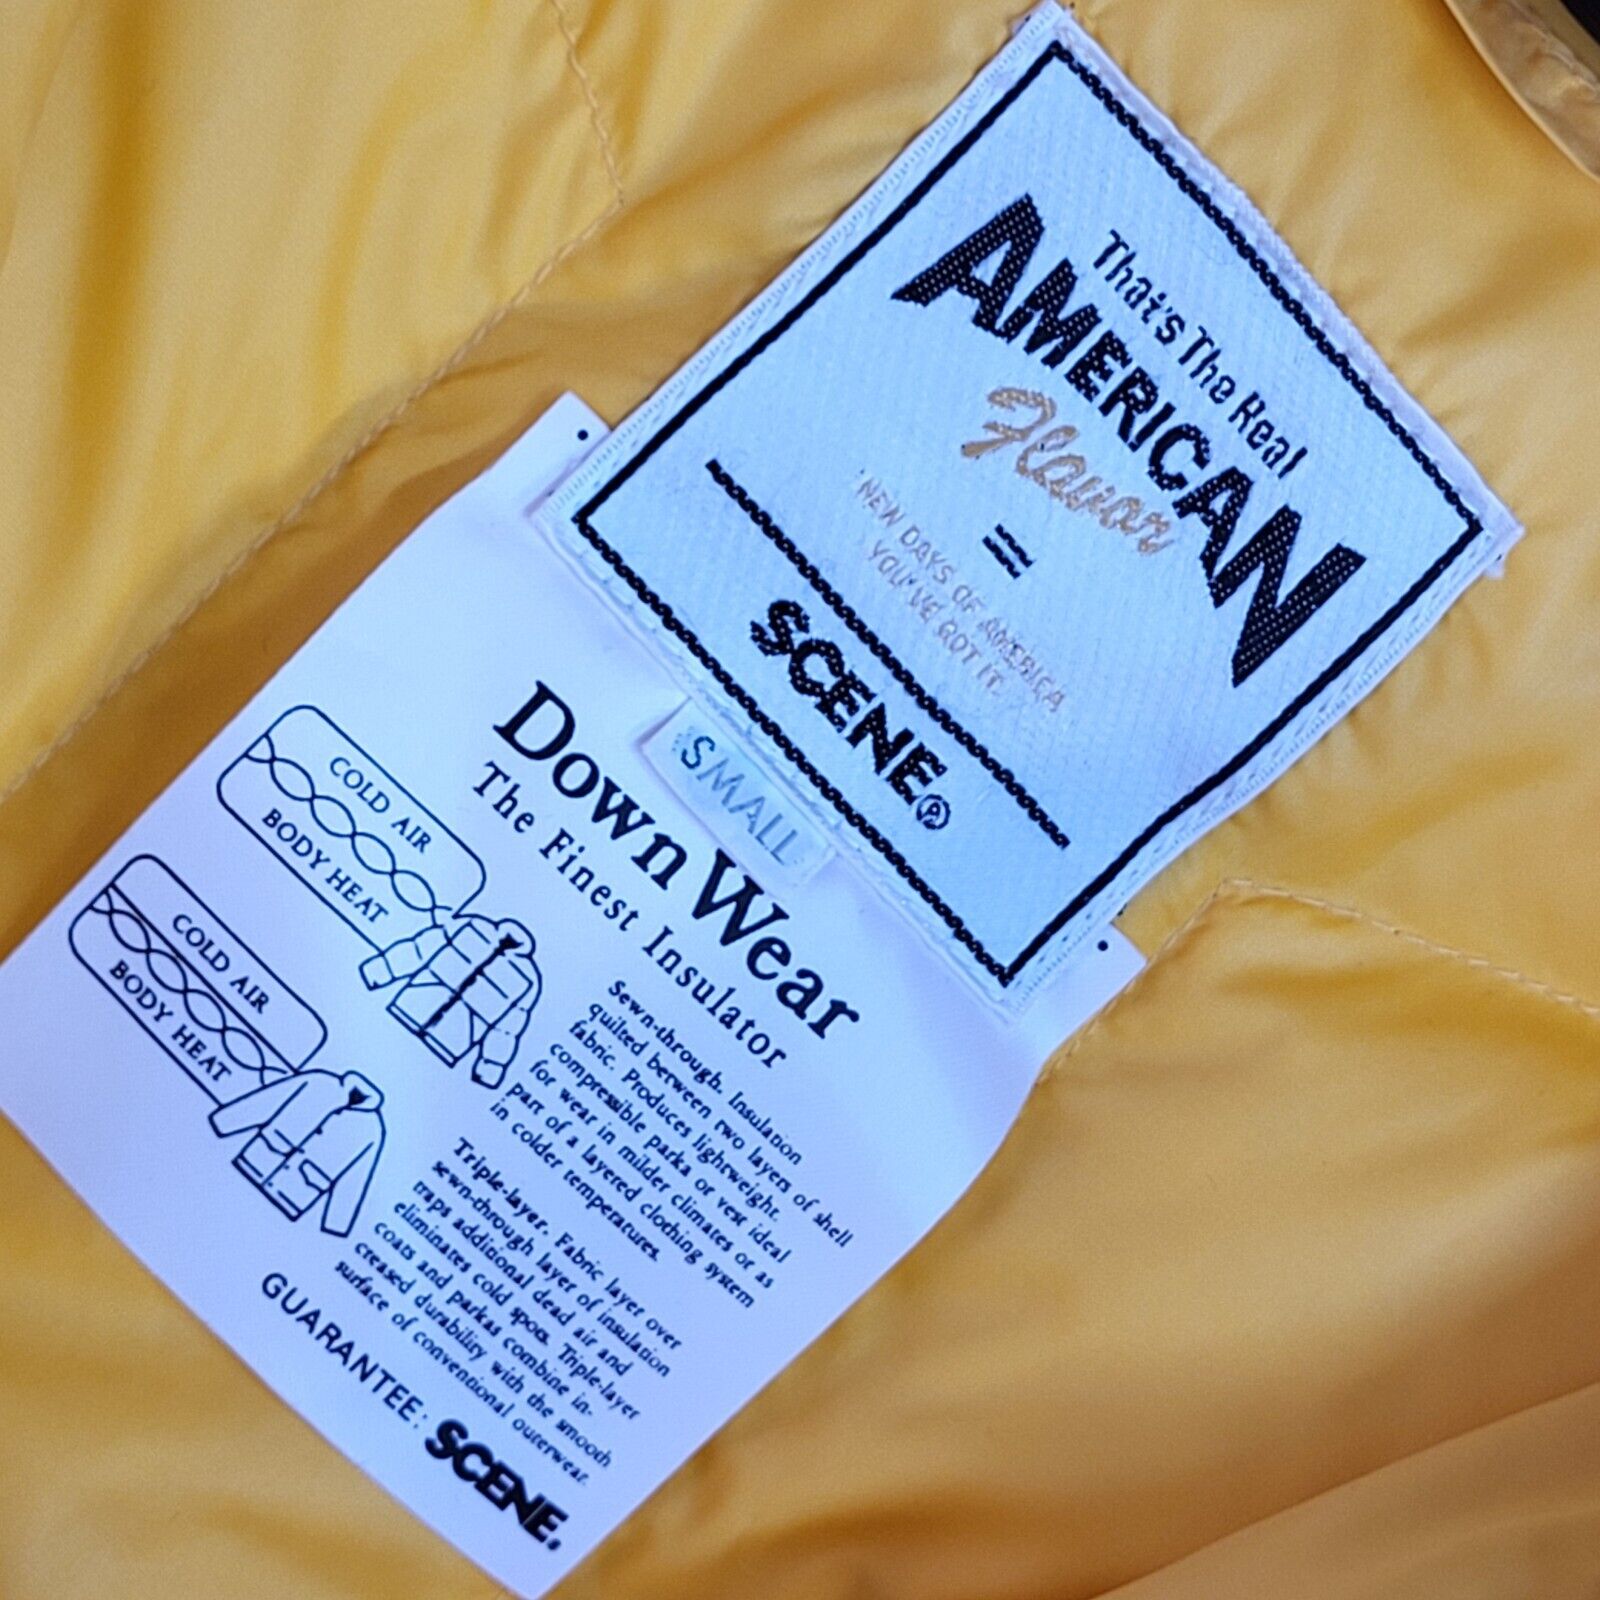 That's The Real
AMERICAN
Flavor
=
NEW DAYS OF AMERICA
YOU'VE GOT IT.
SCENE®
SMALL
Down Wear
The Finest Insulator
COLD AIR
BODY HEAT
Sewn-through. Insulation
quilted between two layers of shell
fabric. Produces lightweight,
compressible parka or vest ideal
for wear in milder climates or as
part of a layered clothing system
in colder temperatures.
COLD AIR
BODY HEAT
Triple-layer. Fabric layer over
sewn-through layer of insulation
traps additional dead air and
eliminates cold spots. Triple-layer
coats and parkas combine in-
creased durability with the smooth
surface of conventional outerwear.
GUARANTEE: SCENE®